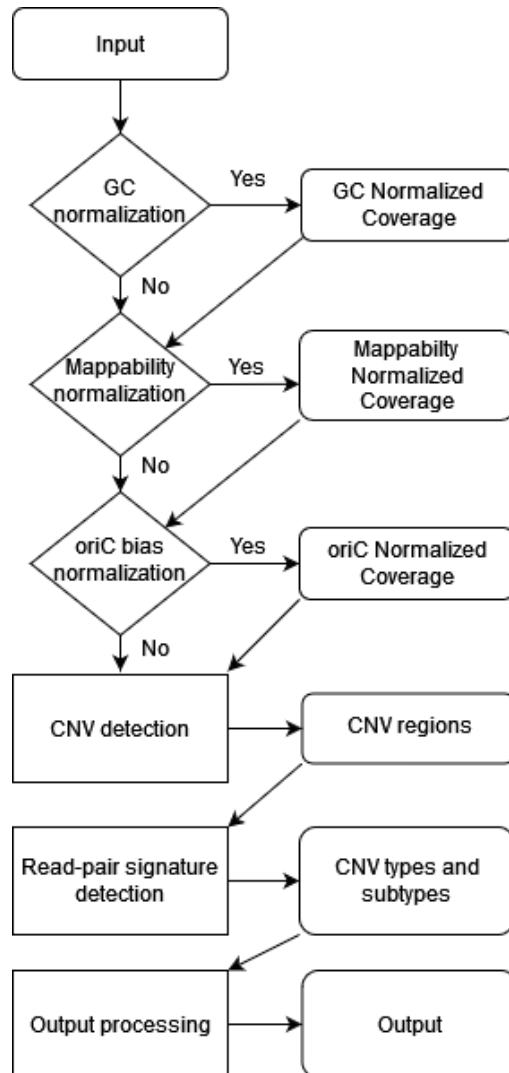 Input
GC
normalization
Yes
GC Normalized
Coverage
No
Mappability
normalization
Yes
Mappabilty
Normalized
Coverage
No
oriC bias
normalization
Yes
oriC Normalized
Coverage
No
CNV detection
CNV regions
Read-pair signature
detection
CNV types and
subtypes
Output processing
Output